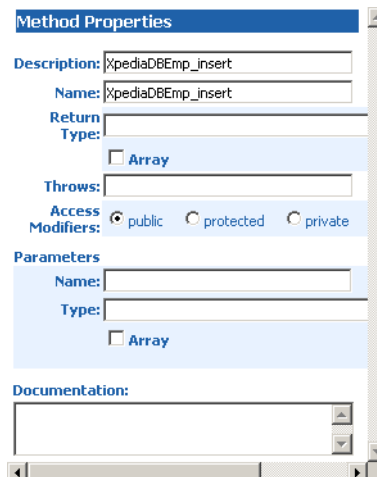 Method Properties
Description: XpediaDBEmp_insert
Name: XpediaDBEmp_insert
Return
Type:
Array
Throws:
Access
Modifiers: public protected private
Parameters
Name:
Type:
Array
Documentation: